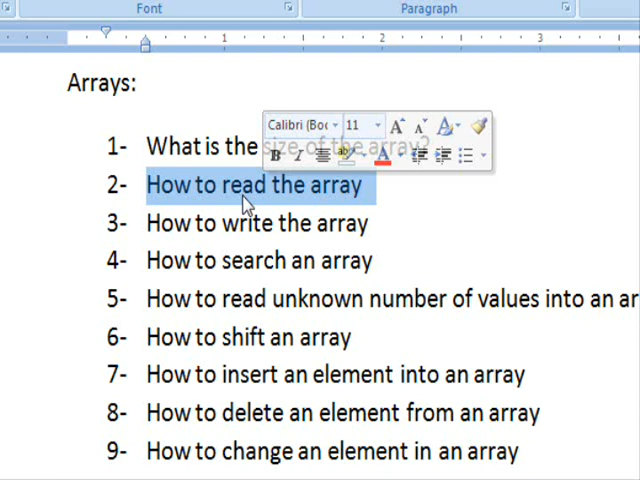 Font
Paragraph
1
2
3
Arrays:
Calibri (Boc
11
1- What is the size of the array?
2- How to read the array
3- How to write the array
4- How to search an array
5- How to read unknown number of values into an ar
6- How to shift an array
7- How to insert an element into an array
8- How to delete an element from an array
9- How to change an element in an array